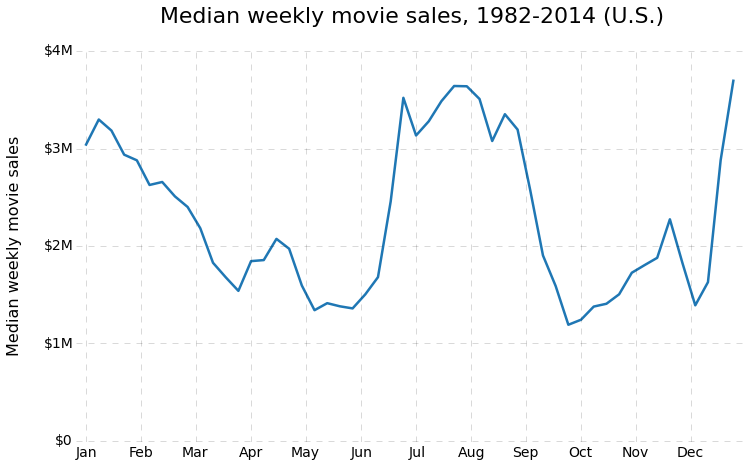 Median weekly movie sales, 1982-2014 (U.S.)
Median weekly movie sales
$4M
$3M
$2M
$1M
$0
Jan Feb Mar Apr May Jun Jul Aug Sep Oct Nov Dec